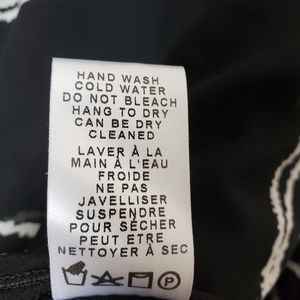 HAND WASH
COLD WATER
DO NOT BLEACH
HANG TO DRY
CAN BE DRY
CLEANED
LAVER À LA
MAIN À L'EAU
FROIDE
NE PAS
JAVELLISER
SUSPENDRE
POUR SÉCHER
PEUT ETRE
NETTOYER À SEC
P